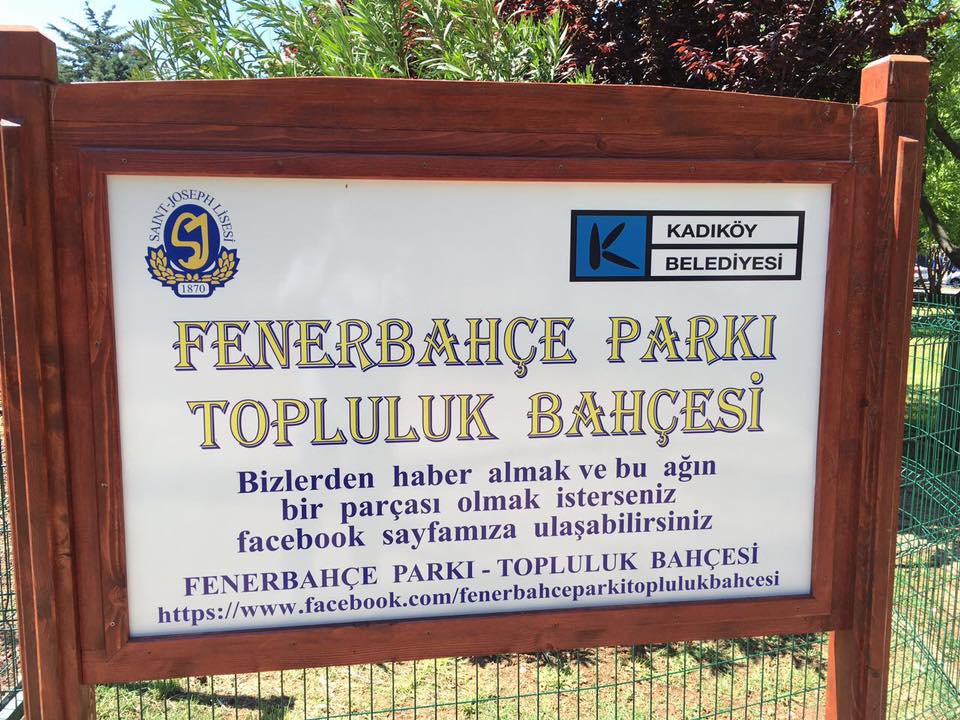 SAINT-JOSEPH LİSESİ
SJ
1870
K
KADIKÖY
BELEDİYESİ
FENERBAHÇE PARKI
TOPLULUK BAHÇESİ
Bizlerden haber almak ve bu ağın
bir parçası olmak isterseniz
facebook sayfamıza ulaşabilirsiniz
FENERBAHÇE PARKI - TOPLULUK BAHÇESİ
https://www.facebook.com/fenerbahceparkitoplulukbahcesi